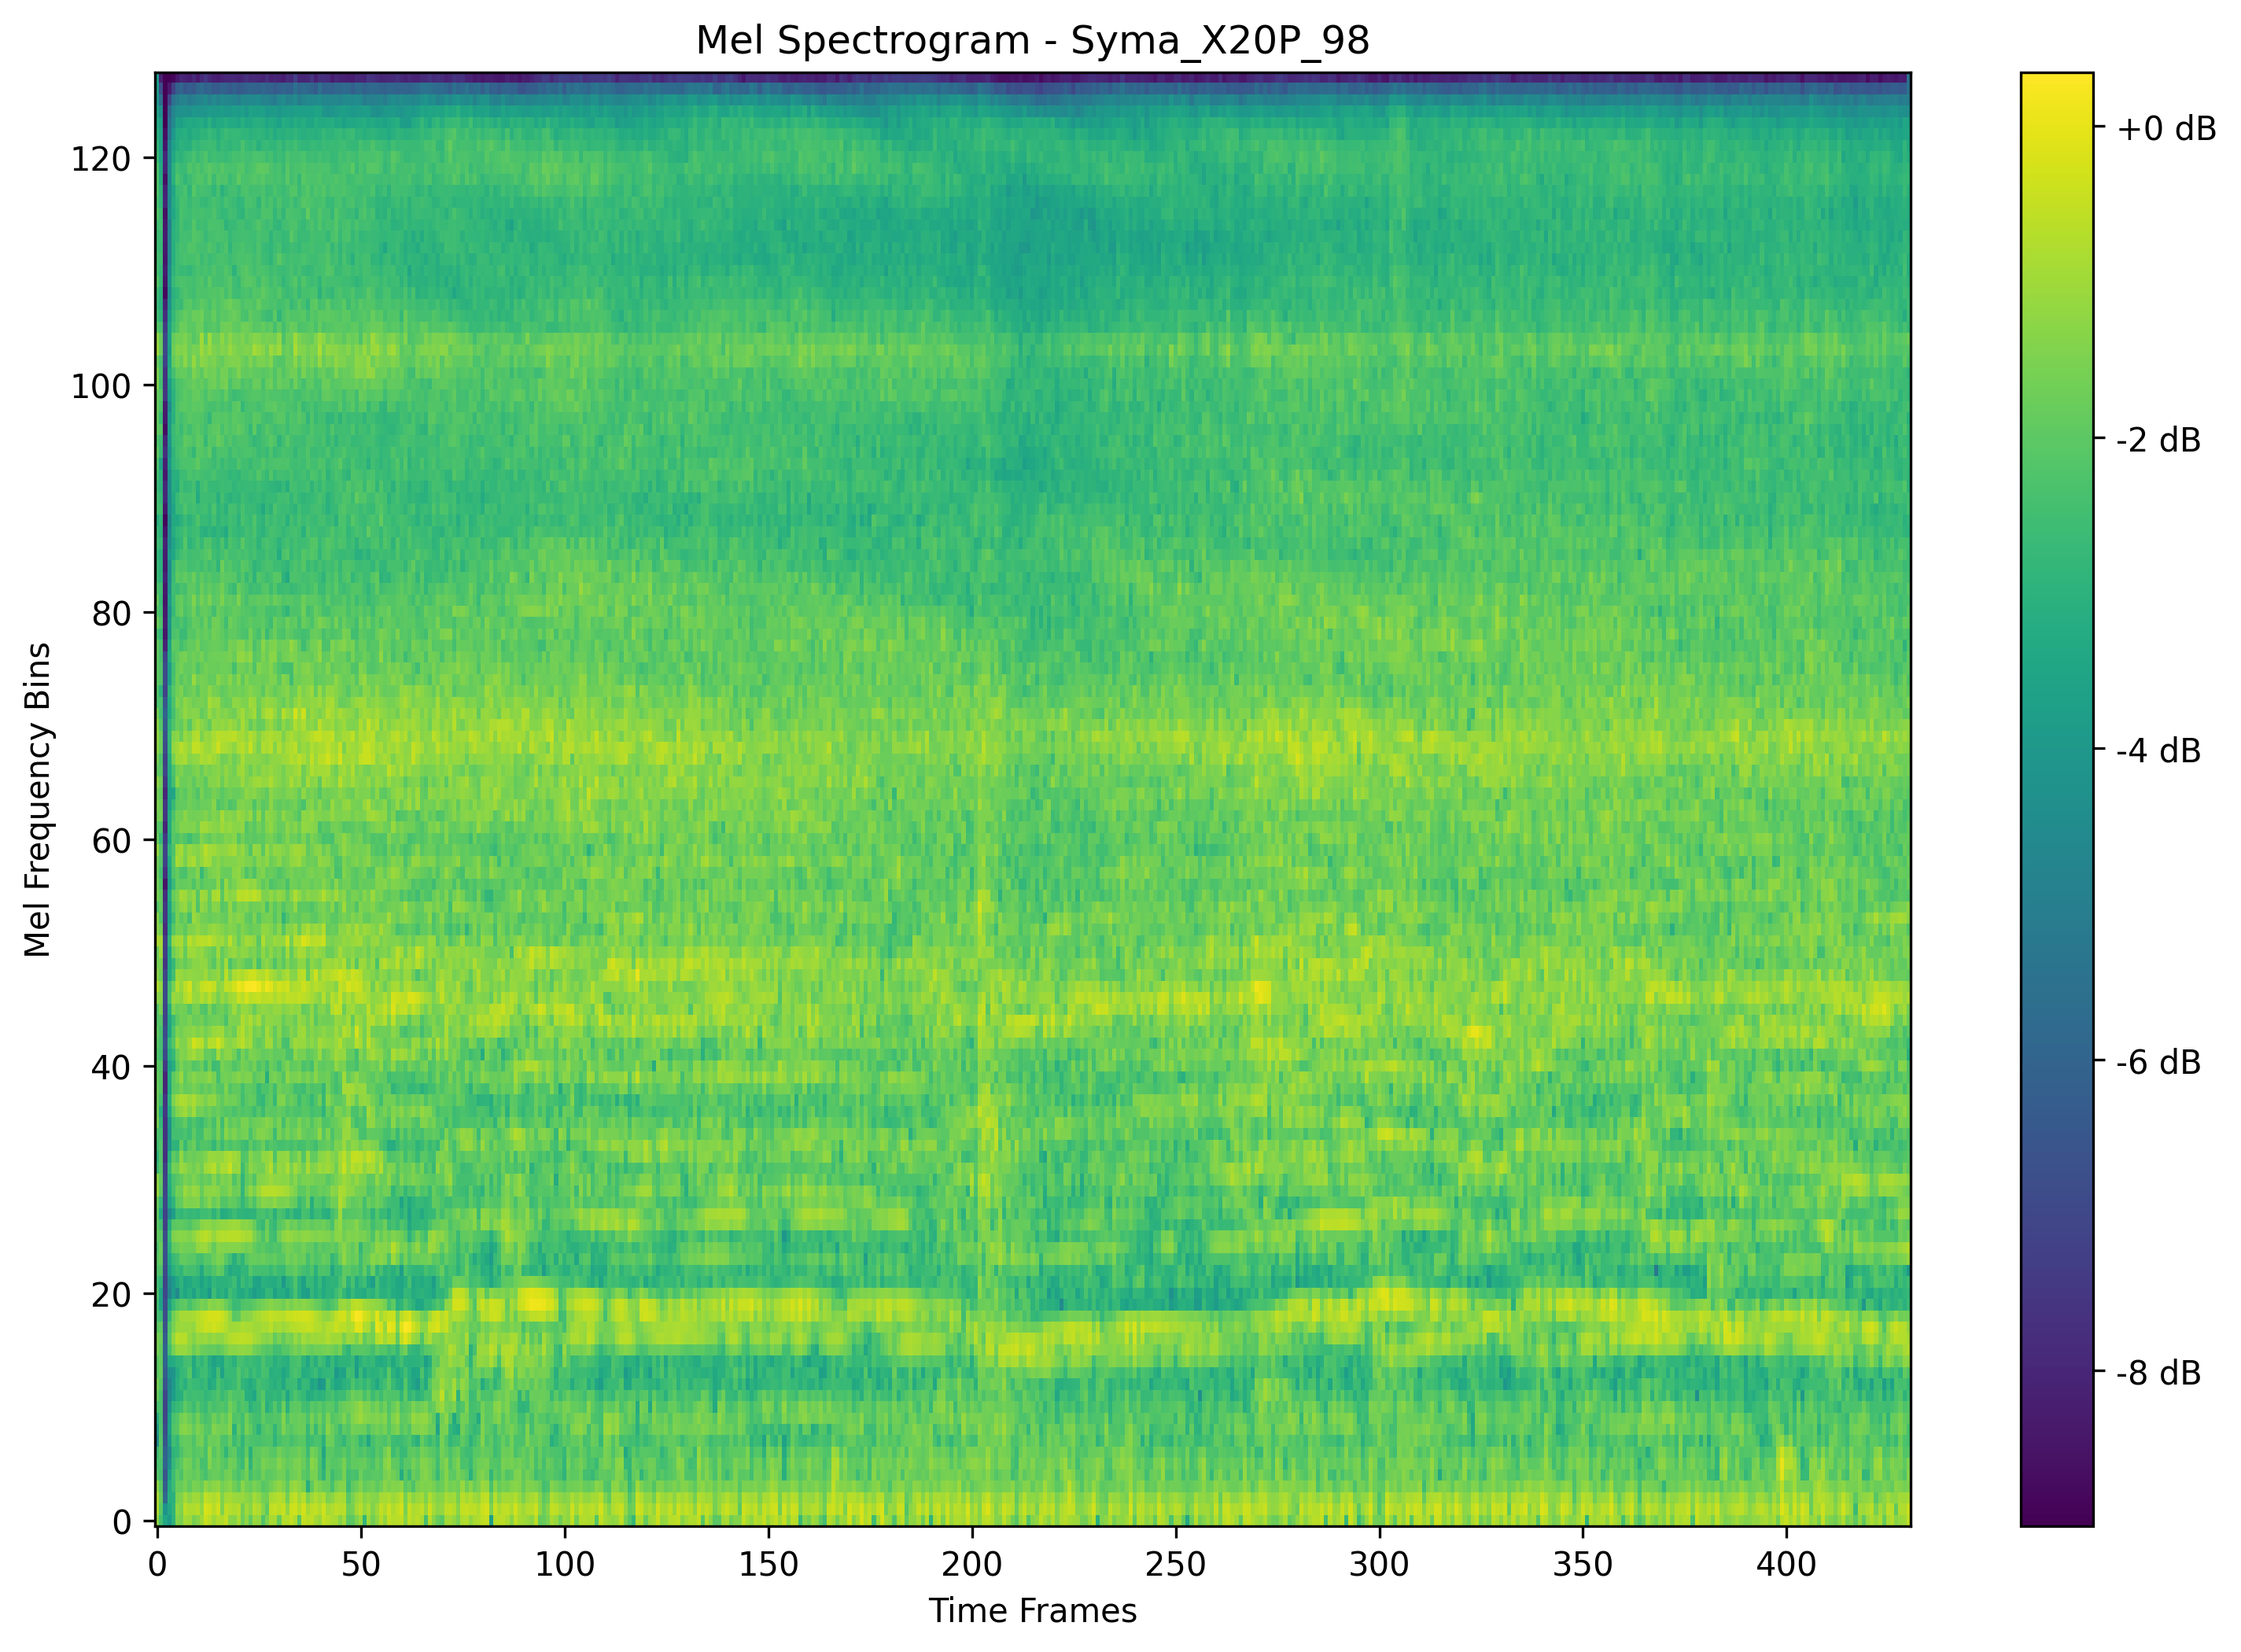 Mel Spectrogram - Syma_X20P_98
Mel Frequency Bins
120
100
80
60
40
20
0
0 50 100 150 200 250 300 350 400
Time Frames
+0 dB
-2 dB
-4 dB
-6 dB
-8 dB